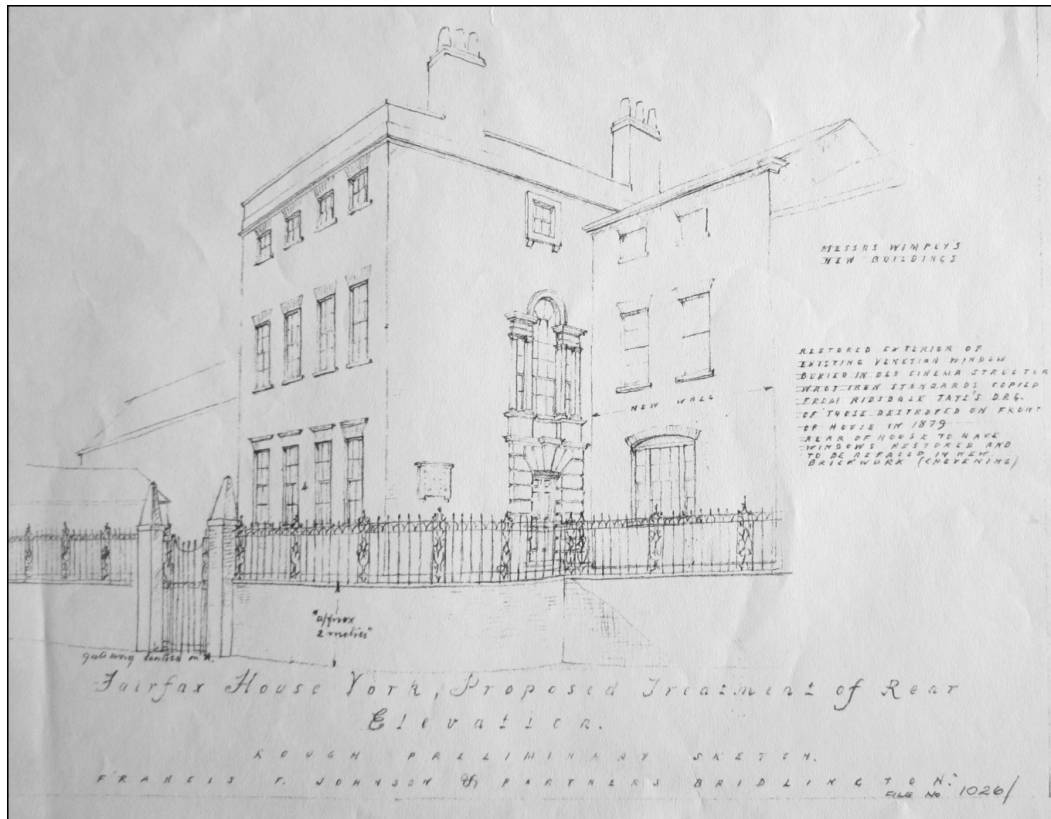 MESSRS WIMPEY'S
NEW BUILDINGS
RESTORED EXTERIOR OF
EXISTING VENETIAN WINDOW
BURIED IN OLD CINEMA STRUCTURE
WROT IRON STANDARDS COPIED
FROM RIDSDALE TATE'S DRG.
OF THOSE DESTROYED ON FRONT
OF HOUSE IN 1879
REAR OF HOUSE TO HAVE
WINDOWS RESTORED AND
TO BE REFACED IN NEW
BRICKWORK (CHEVENING)
NEW WALL
"approx
2 metres"
Fairfax House York, Proposed Treatment of Rear
Elevation.
ROUGH PRELIMINARY SKETCH.
FRANCIS F. JOHNSON & PARTNERS BRIDLINGTON.
FILE NO 1026/